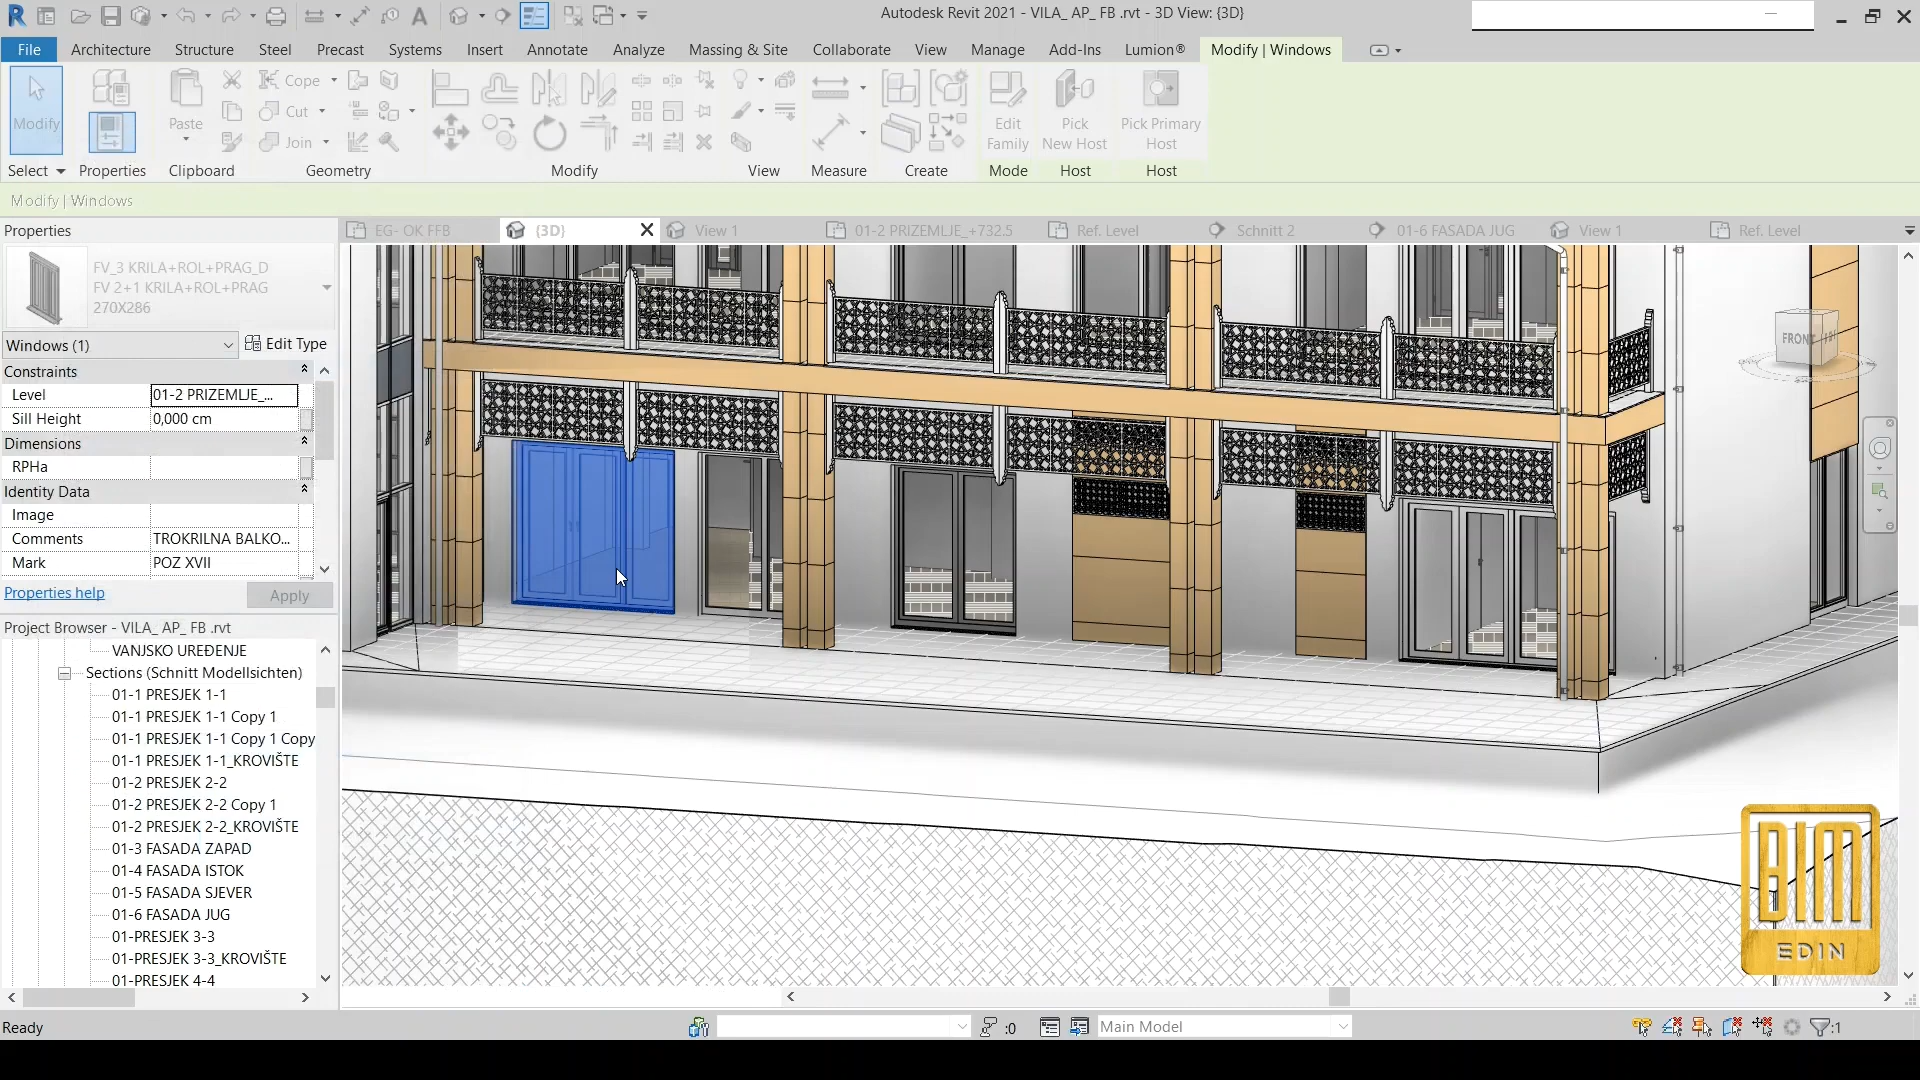 Autodesk Revit 2021 - VILA_ AP_ FB .rvt - 3D View: {3D}
File
Architecture
Structure
Steel
Precast
Systems
Insert
Annotate
Analyze
Massing & Site
Collaborate
View
Manage
Add-Ins
Lumion®
Modify | Windows
Modify
Paste
Cope
Cut
Join
Edit
Family
Pick
New Host
Pick Primary
Host
Select
Properties
Clipboard
Geometry
Modify
View
Measure
Create
Mode
Host
Host
Modify | Windows
Properties
EG- OK FFB
{3D}
View 1
01-2 PRIZEMLJE_+732.5
Ref. Level
Schnitt 2
01-6 FASADA JUG
View 1
Ref. Level
FV_3 KRILA+ROL+PRAG_D
FV 2+1 KRILA+ROL+PRAG
270X286
Windows (1)
Edit Type
Constraints
Level 01-2 PRIZEMLJE_...
Sill Height 0,000 cm
Dimensions
RPHa
Identity Data
Image
Comments TROKRILNA BALKO...
Mark POZ XVII
Properties help
Apply
Project Browser - VILA_ AP_ FB .rvt
VANJSKO UREĐENJE
Sections (Schnitt Modellsichten)
01-1 PRESJEK 1-1
01-1 PRESJEK 1-1 Copy 1
01-1 PRESJEK 1-1 Copy 1 Copy
01-1 PRESJEK 1-1_KROVIŠTE
01-2 PRESJEK 2-2
01-2 PRESJEK 2-2 Copy 1
01-2 PRESJEK 2-2_KROVIŠTE
01-3 FASADA ZAPAD
01-4 FASADA ISTOK
01-5 FASADA SJEVER
01-6 FASADA JUG
01-PRESJEK 3-3
01-PRESJEK 3-3_KROVIŠTE
01-PRESJEK 4-4
FRONT
BIM
EDIN
Ready
:0
Main Model
:1